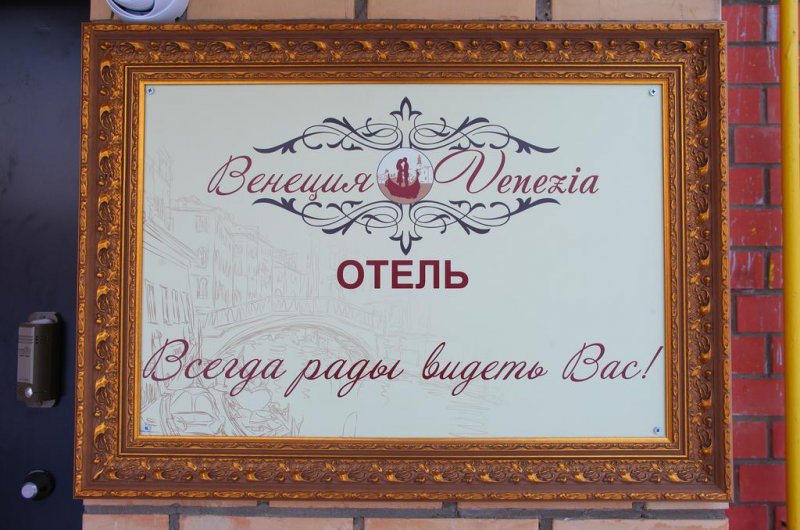 Венеция Venezia
ОТЕЛЬ
Всегда рады видеть Вас!